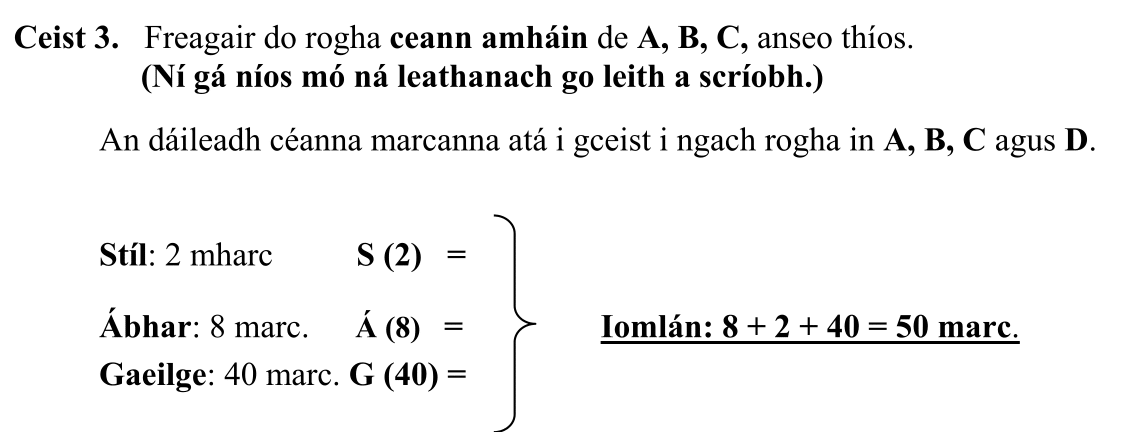 Ceist 3. Freagair do rogha ceann amháin de A, B, C, anseo thíos.
(Ní gá níos mó ná leathanach go leith a scríobh.)
An dáileadh céanna marcanna atá i gceist i ngach rogha in A, B, C agus D.
Stíl: 2 mharc S (2) =
Ábhar: 8 marc. Á (8) = Iomlán: 8 + 2 + 40 = 50 marc.
Gaeilge: 40 marc. G (40) =